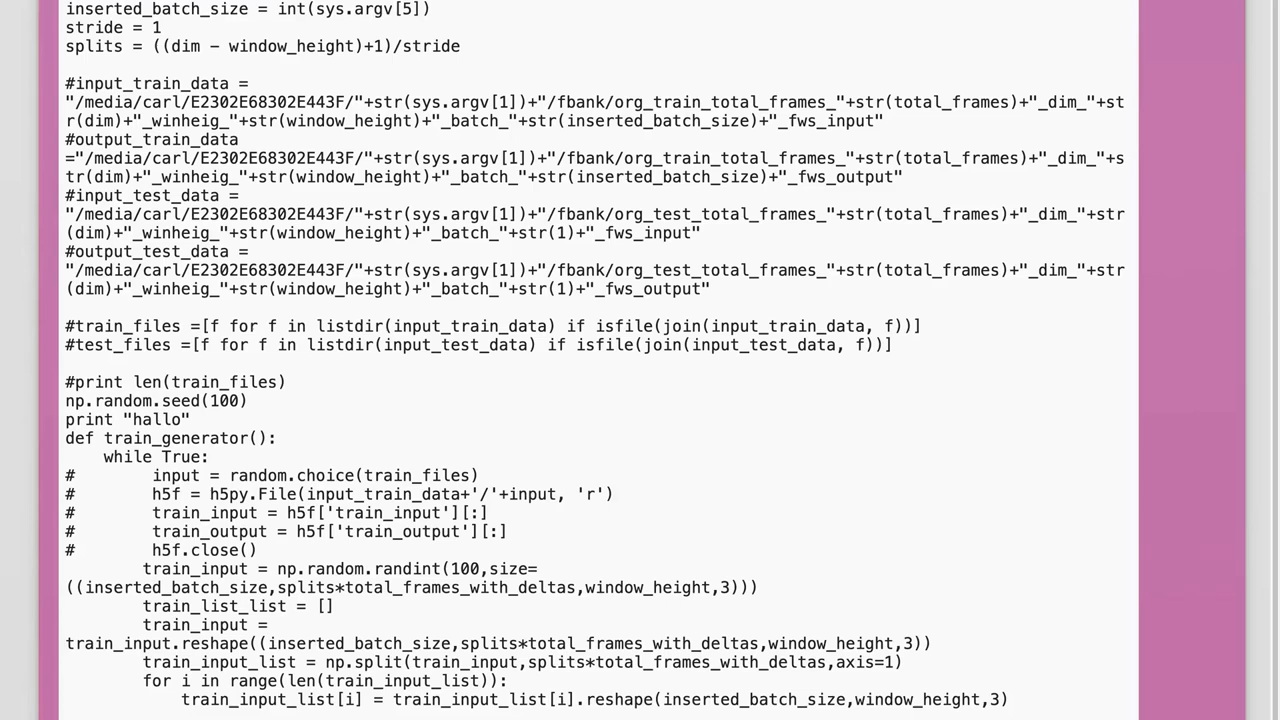 inserted_batch_size = int(sys.argv[5])
stride = 1
splits = ((dim - window_height)+1)/stride
#input_train_data =
"/media/carl/E2302E68302E443F/"+str(sys.argv[1])+"/fbank/org_train_total_frames_"+str(total_frames)+"_dim_"+st
r(dim)+"_winheig_"+str(window_height)+"_batch_"+str(inserted_batch_size)+"_fws_input"
#output_train_data
="/media/carl/E2302E68302E443F/"+str(sys.argv[1])+"/fbank/org_train_total_frames_"+str(total_frames)+"_dim_"+s
tr(dim)+"_winheig_"+str(window_height)+"_batch_"+str(inserted_batch_size)+"_fws_output"
#input_test_data =
"/media/carl/E2302E68302E443F/"+str(sys.argv[1])+"/fbank/org_test_total_frames_"+str(total_frames)+"_dim_"+str
(dim)+"_winheig_"+str(window_height)+"_batch_"+str(1)+"_fws_input"
#output_test_data =
"/media/carl/E2302E68302E443F/"+str(sys.argv[1])+"/fbank/org_test_total_frames_"+str(total_frames)+"_dim_"+str
(dim)+"_winheig_"+str(window_height)+"_batch_"+str(1)+"_fws_output"
#train_files =[f for f in listdir(input_train_data) if isfile(join(input_train_data, f))]
#test_files =[f for f in listdir(input_test_data) if isfile(join(input_test_data, f))]
#print len(train_files)
np.random.seed(100)
print "hallo"
def train_generator():
    while True:
#        input = random.choice(train_files)
#        h5f = h5py.File(input_train_data+'/'+input, 'r')
#        train_input = h5f['train_input'][:]
#        train_output = h5f['train_output'][:]
#        h5f.close()
        train_input = np.random.randint(100,size=
((inserted_batch_size,splits*total_frames_with_deltas,window_height,3)))
        train_list_list = []
        train_input =
train_input.reshape((inserted_batch_size,splits*total_frames_with_deltas,window_height,3))
        train_input_list = np.split(train_input,splits*total_frames_with_deltas,axis=1)
        for i in range(len(train_input_list)):
            train_input_list[i] = train_input_list[i].reshape(inserted_batch_size,window_height,3)